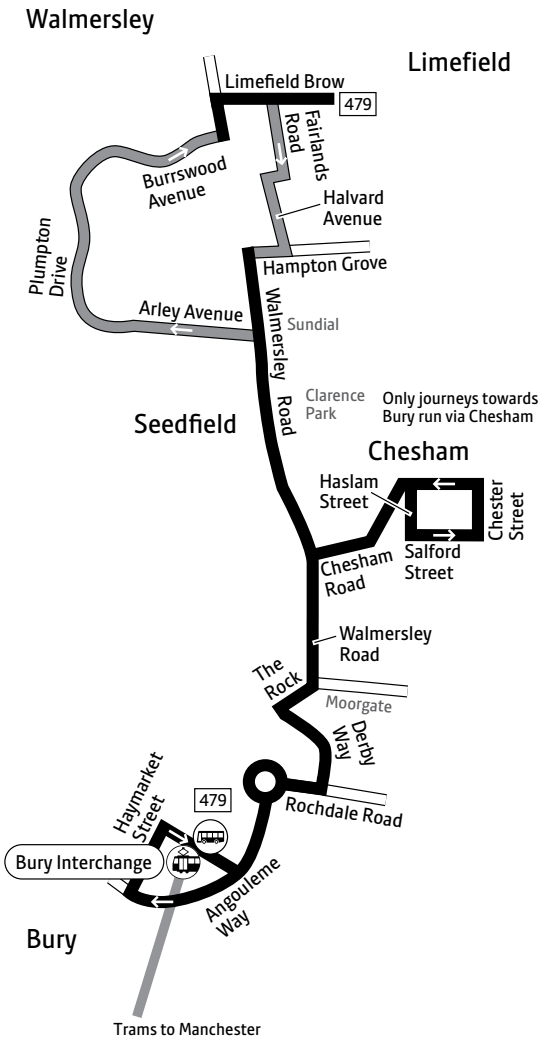 Walmersley
Limefield
Limefield Brow
479
Fairlands
Road
Burrswood
Avenue
Halvard
Avenue
Plumpton
Drive
Hampton Grove
Arley Avenue
Sundial
Walmersley
Road
Clarence
Park
Only journeys towards
Bury run via Chesham
Seedfield
Chesham
Haslam
Street
Chester
Street
Salford
Street
Chesham
Road
Walmersley
Road
The
Rock
Moorgate
Derby
Way
Haymarket
Street
479
Rochdale Road
Bury Interchange
Angouleme
Way
Bury
Trams to Manchester